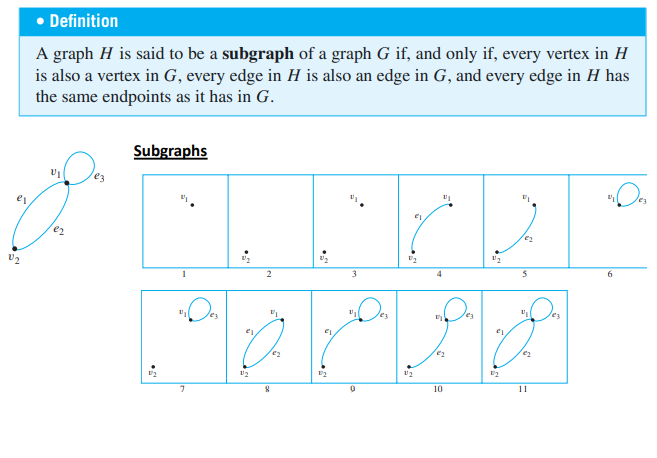 • Definition
A graph H is said to be a subgraph of a graph G if, and only if, every vertex in H
is also a vertex in G, every edge in H is also an edge in G, and every edge in H has
the same endpoints as it has in G.
Subgraphs
v₁ e₃
e₁
e₂
v₂
v₁ v₂ v₁ v₂ v₁ e₁ v₂ v₁ e₂ v₂ v₁ e₃
1 2 3 4 5 6
v₁ e₃ v₂ v₁ e₁ e₂ v₂ v₁ e₃ e₁ v₂ v₁ e₃ e₂ v₂ v₁ e₃ e₁ e₂ v₂
7 8 9 10 11